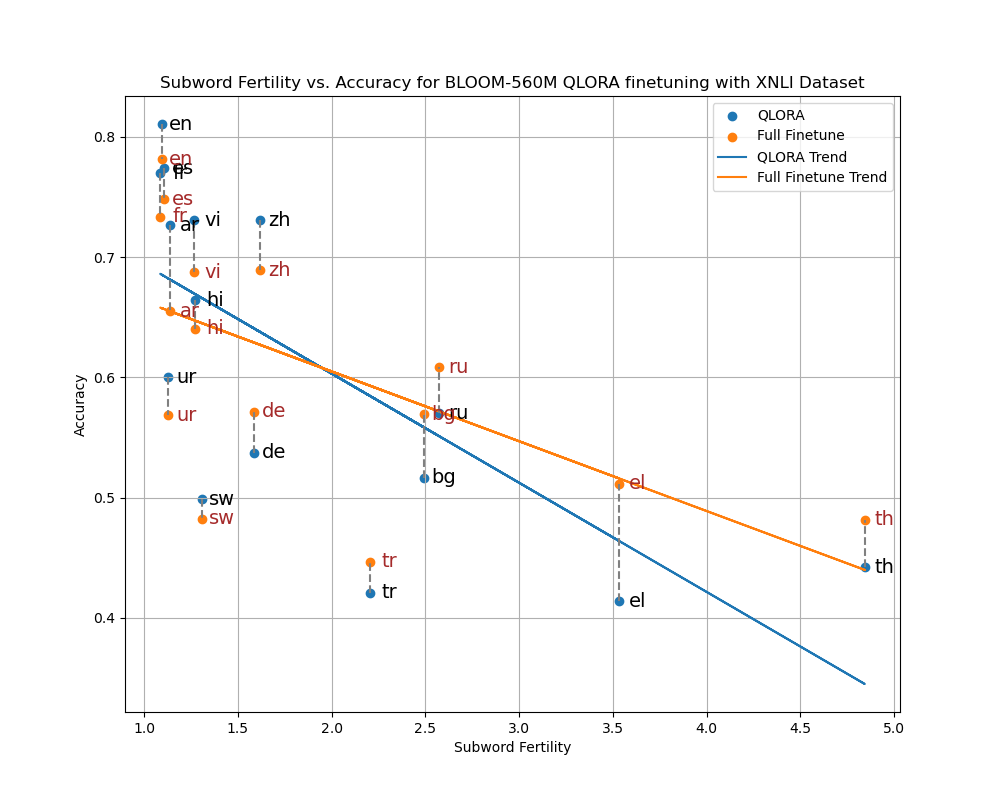 Subword Fertility vs. Accuracy for BLOOM-560M QLORA finetuning with XNLI Dataset
QLORA
Full Finetune
QLORA Trend
Full Finetune Trend
Accuracy
0.8
0.7
0.6
0.5
0.4
en
en
es
fr
es
fr
ar
vi
zh
vi
zh
hi
ar
hi
ru
ur
de
ur
bg
ru
de
bg
el
sw
sw
th
tr
th
tr
el
1.0 1.5 2.0 2.5 3.0 3.5 4.0 4.5 5.0
Subword Fertility